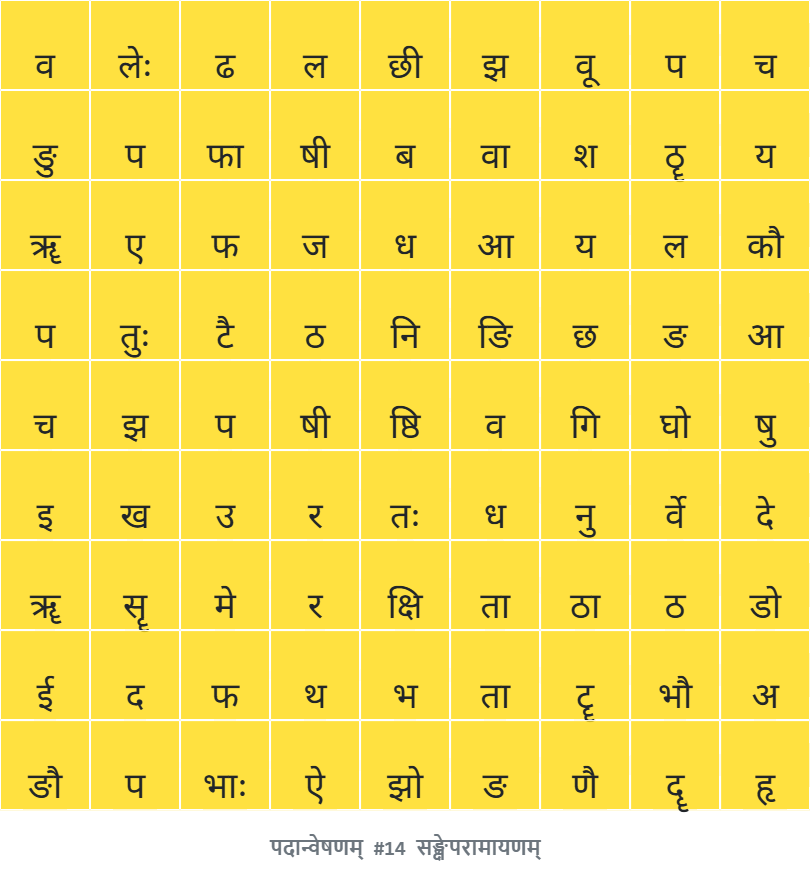 व लेः ढ ल छी झ वू प च
ङु प फा षी ब वा श ठॄ य
ॠ ए फ ज ध आ य ल कौ
प तुः टै ठ नि ङि छ ङ आ
च झ प षी ष्ठि व गि घो षु
इ ख उ र तः ध नु र्वे दे
ॠ सॄ मे र क्षि ता ठा ठ डो
ई द फ थ भ ता टॄ भौ अ
ङौ प भाः ऐ झो ङ णै दॄ हृ
पदान्वेषणम् #14 सङ्क्षेपरामायणम्